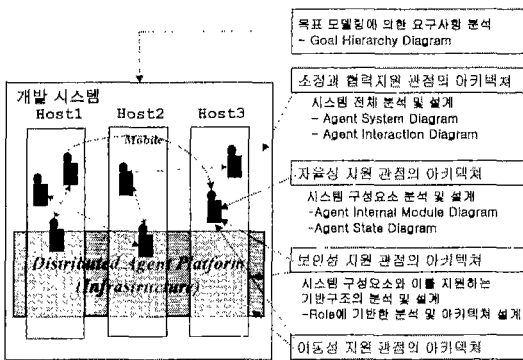 목표 모델링에 의한 요구사항 분석
- Goal Hierarchy Diagram
조정과 협력지원 관점의 아키텍쳐
시스템 전체 분석 및 설계
- Agent System Diagram
- Agent Interaction Diagram
자율성 지원 관점의 아키텍쳐
시스템 구성요소 분석 및 설계
-Agent Internal Module Diagram
-Agent State Diagram
보안성 지원 관점의 아키텍쳐
시스템 구성요소와 이를 지원하는
기반구조의 분석 및 설계
-Role에 기반한 분석 및 아키텍쳐 설계
이동성 지원 관점의 아키텍쳐
개발 시스템
Host1 Host2 Host3
Mobile
Distributed Agent Platform
(Infrastructure)